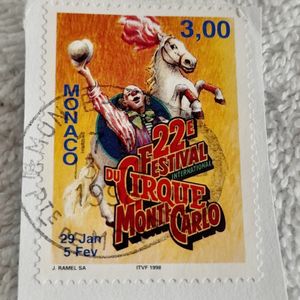 3,00
MONACO
22E
FESTIVAL
INTERNATIONAL
DU CIRQUE
MONTE CARLO
29 Jan
5 Fev
J. RAMEL SA
ITVF 1998